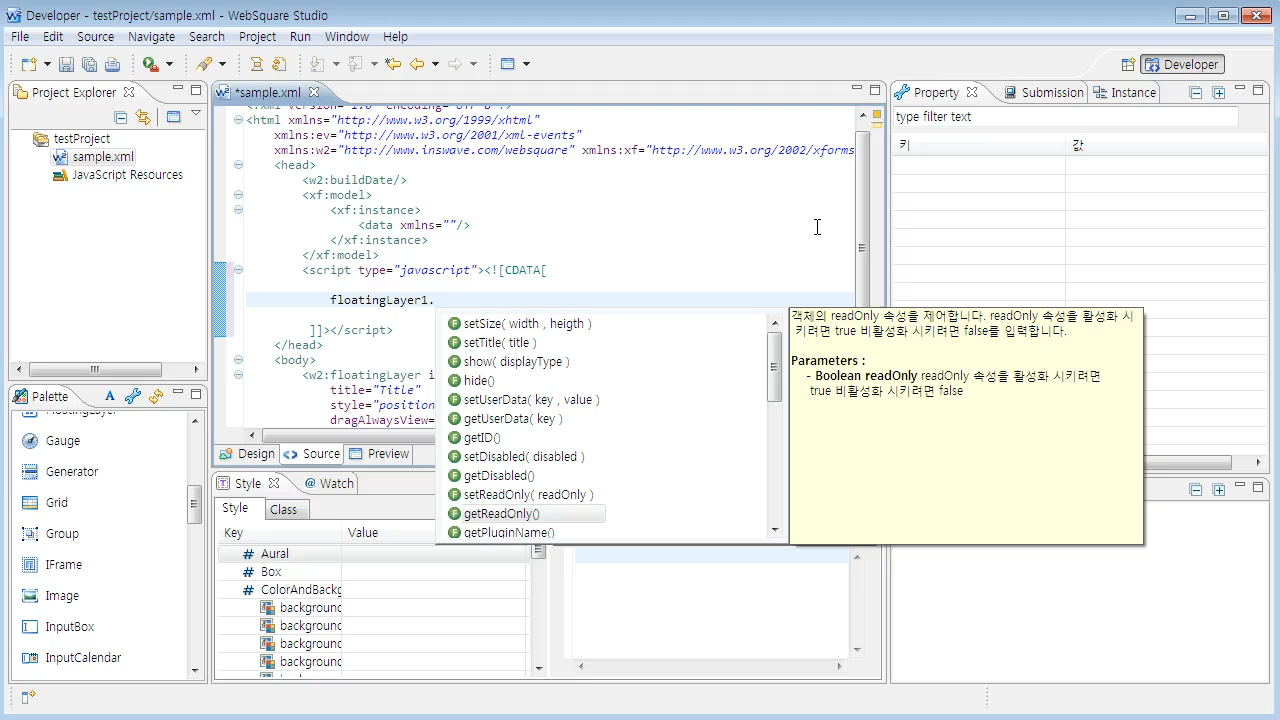 Developer - testProject/sample.xml - WebSquare Studio
File Edit Source Navigate Search Project Run Window Help
Developer
Project Explorer
testProject
sample.xml
JavaScript Resources
*sample.xml
<html xmlns="http://www.w3.org/1999/xhtml"
xmlns:ev="http://www.w3.org/2001/xml-events"
xmlns:w2="http://www.inswave.com/websquare" xmlns:xf="http://www.w3.org/2002/xforms
<head>
<w2:buildDate/>
<xf:model>
<xf:instance>
<data xmlns=""/>
</xf:instance>
</xf:model>
<script type="javascript"><![CDATA[
floatingLayer1.
]]></script>
</head>
<body>
<w2:floatingLayer i
title="Title"
style="position
dragAlwaysView=
setSize( width , heigth )
setTitle( title )
show( displayType )
hide()
setUserData( key , value )
getUserData( key )
getID()
setDisabled( disabled )
getDisabled()
setReadOnly( readOnly )
getReadOnly()
getPluginName()
객체의 readOnly 속성을 제어합니다. readOnly 속성을 활성화 시
키려면 true 비활성화 시키려면 false를 입력합니다.
Parameters :
- Boolean readOnly readOnly 속성을 활성화 시키려면
true 비활성화 시키려면 false
Design Source Preview
Property Submission Instance
type filter text
키 값
Palette
Gauge
Generator
Grid
Group
IFrame
Image
InputBox
InputCalendar
Style Watch
Style Class
Key Value
# Aural
# Box
# ColorAndBackg
background
background
background
background